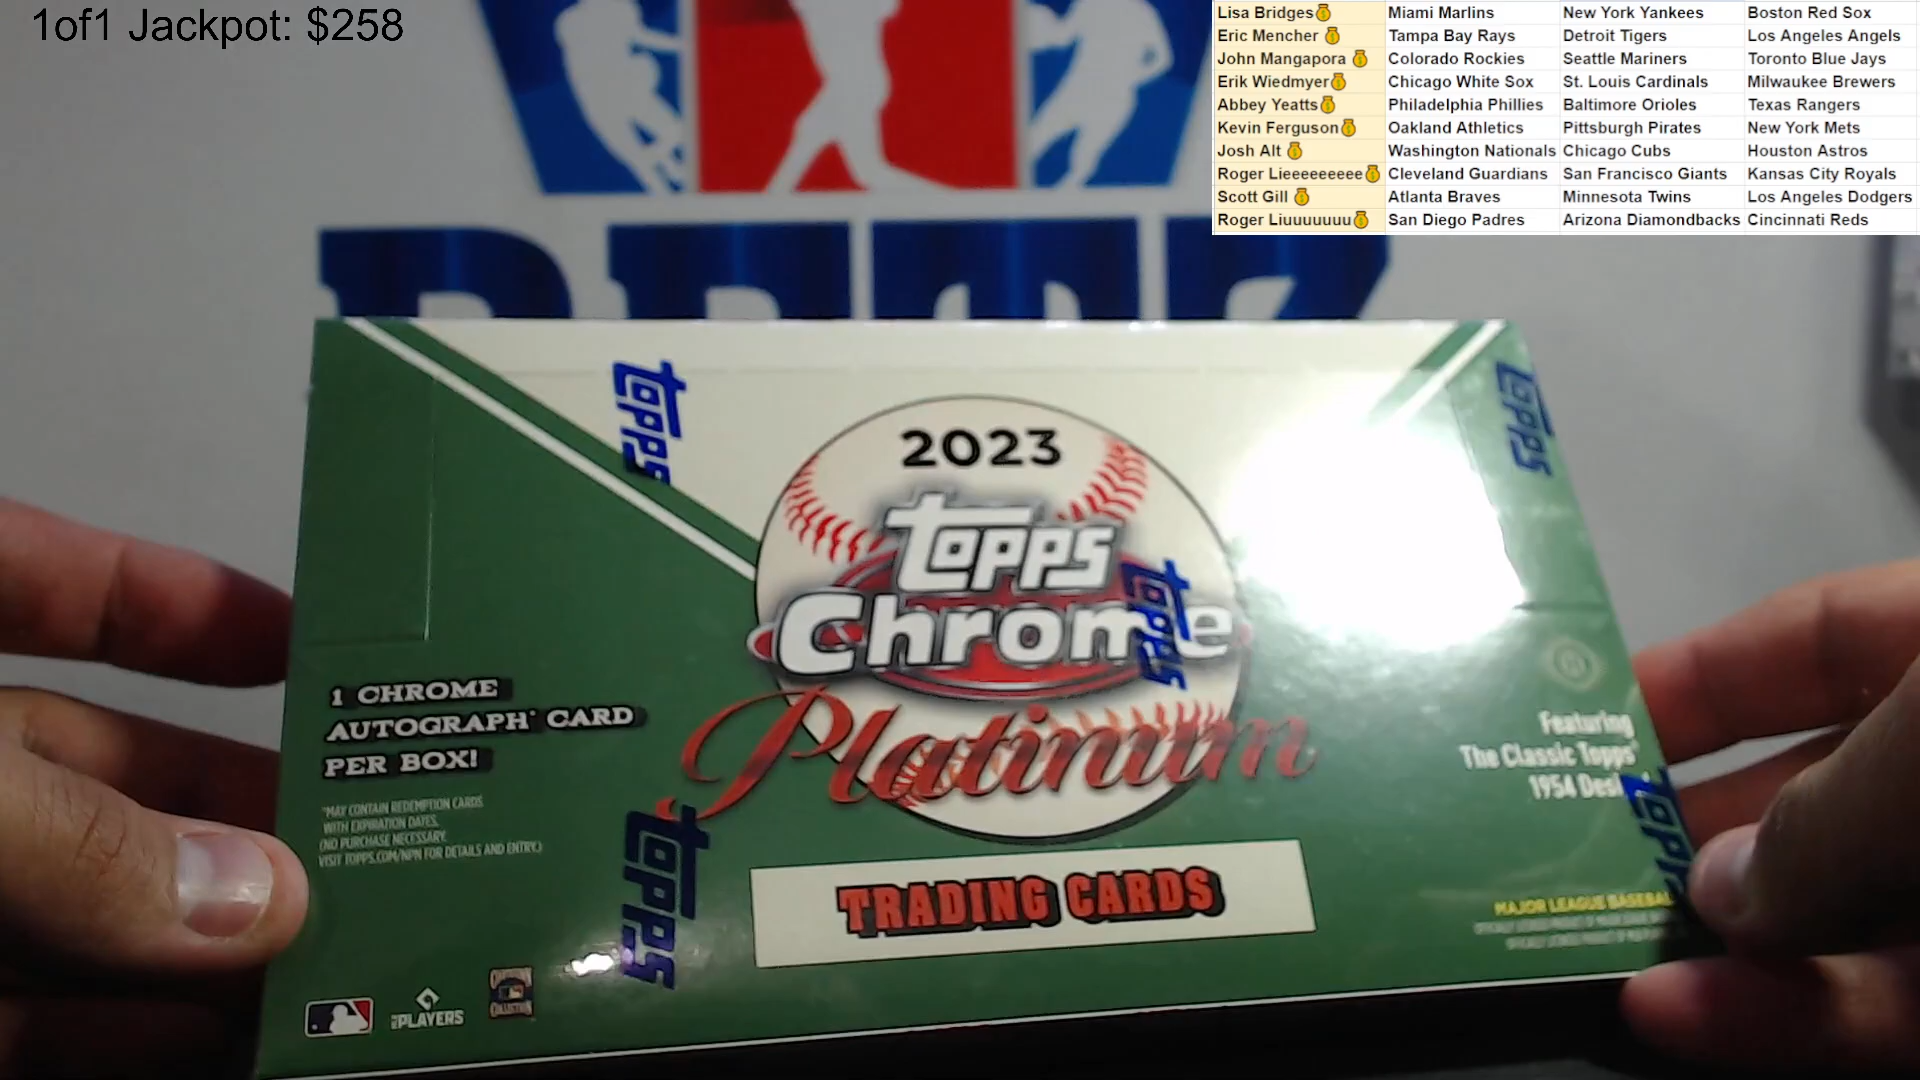 1of1 Jackpot: $258
Lisa Bridges Miami Marlins New York Yankees Boston Red Sox
Eric Mencher Tampa Bay Rays Detroit Tigers Los Angeles Angels
John Mangapora Colorado Rockies Seattle Mariners Toronto Blue Jays
Erik Wiedmyer Chicago White Sox St. Louis Cardinals Milwaukee Brewers
Abbey Yeatts Philadelphia Phillies Baltimore Orioles Texas Rangers
Kevin Ferguson Oakland Athletics Pittsburgh Pirates New York Mets
Josh Alt Washington Nationals Chicago Cubs Houston Astros
Roger Lieeeeeeeee Cleveland Guardians San Francisco Giants Kansas City Royals
Scott Gill Atlanta Braves Minnesota Twins Los Angeles Dodgers
Roger Liuuuuuuu San Diego Padres Arizona Diamondbacks Cincinnati Reds
topps
topps
2023
topps
Chrome
topps
Platinum
1 CHROME
AUTOGRAPH* CARD
PER BOX!
*MAY CONTAIN REDEMPTION CARDS
WITH EXPIRATION DATES.
(NO PURCHASE NECESSARY.
VISIT TOPPS.COM/NPN FOR DETAILS AND ENTRY.)
Featuring
The Classic Topps®
1954
topps
topps
TRADING CARDS
MAJOR LEAGUE
PLAYERS